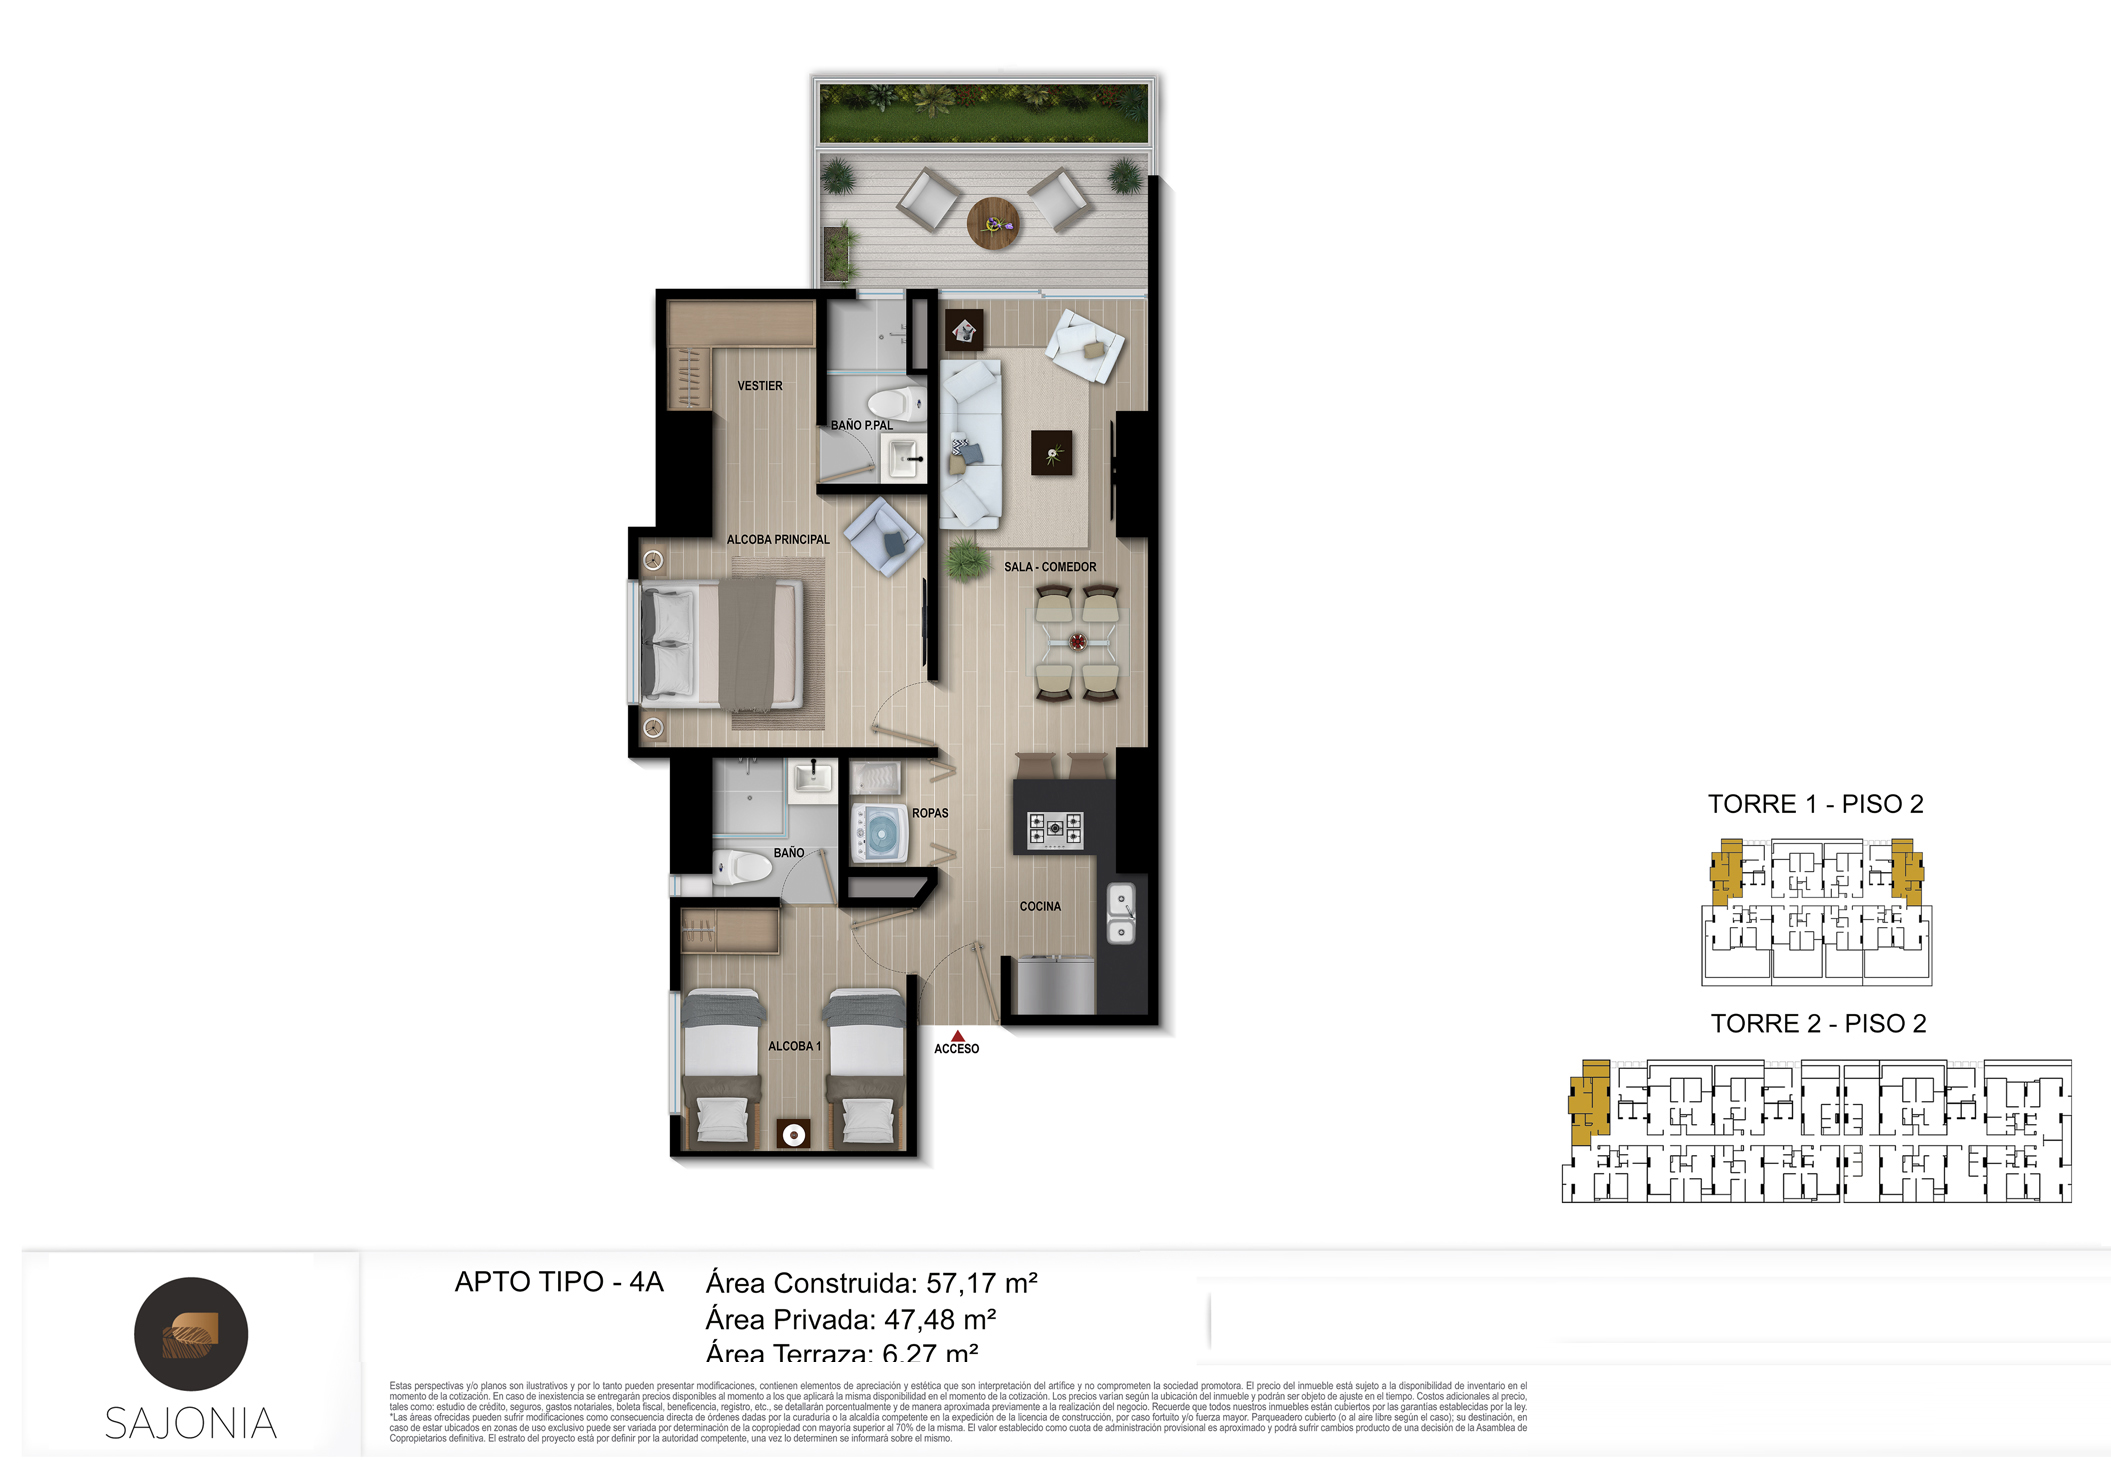 VESTIER
BAÑO P.PAL
ALCOBA PRINCIPAL
SALA - COMEDOR
ROPAS
BAÑO
COCINA
ALCOBA 1
ACCESO
TORRE 1 - PISO 2
TORRE 2 - PISO 2
SAJONIA
APTO TIPO - 4A
Área Construida: 57,17 m²
Área Privada: 47,48 m²
Área Terraza: 6,27 m²
Estas perspectivas y/o planos son ilustrativos y por lo tanto pueden presentar modificaciones, contienen elementos de apreciación y estética que son interpretación del artífice y no comprometen la sociedad promotora. El precio del inmueble está sujeto a la disponibilidad de inventario en el
momento de la cotización. En caso de inexistencia se entregarán precios disponibles al momento a los que aplicará la misma disponibilidad en el momento de la cotización. Los precios varían según la ubicación del inmueble y podrán ser objeto de ajuste en el tiempo. Costos adicionales al precio,
tales como: estudio de crédito, seguros, gastos notariales, boleta fiscal, beneficencia, registro, etc., se detallarán porcentualmente y de manera aproximada previamente a la realización del negocio. Recuerde que todos nuestros inmuebles están cubiertos por las garantías establecidas por la ley.
*Las áreas ofrecidas pueden sufrir modificaciones como consecuencia directa de órdenes dadas por la curaduría o la alcaldía competente en la expedición de la licencia de construcción, por caso fortuito y/o fuerza mayor. Parqueadero cubierto (o al aire libre según el caso); su destinación, en
caso de estar ubicados en zonas de uso exclusivo puede ser variada por determinación de la copropiedad con mayoría superior al 70% de la misma. El valor establecido como cuota de administración provisional es aproximado y podrá sufrir cambios producto de una decisión de la Asamblea de
Copropietarios definitiva. El estrato del proyecto está por definir por la autoridad competente, una vez lo determinen se informará sobre el mismo.